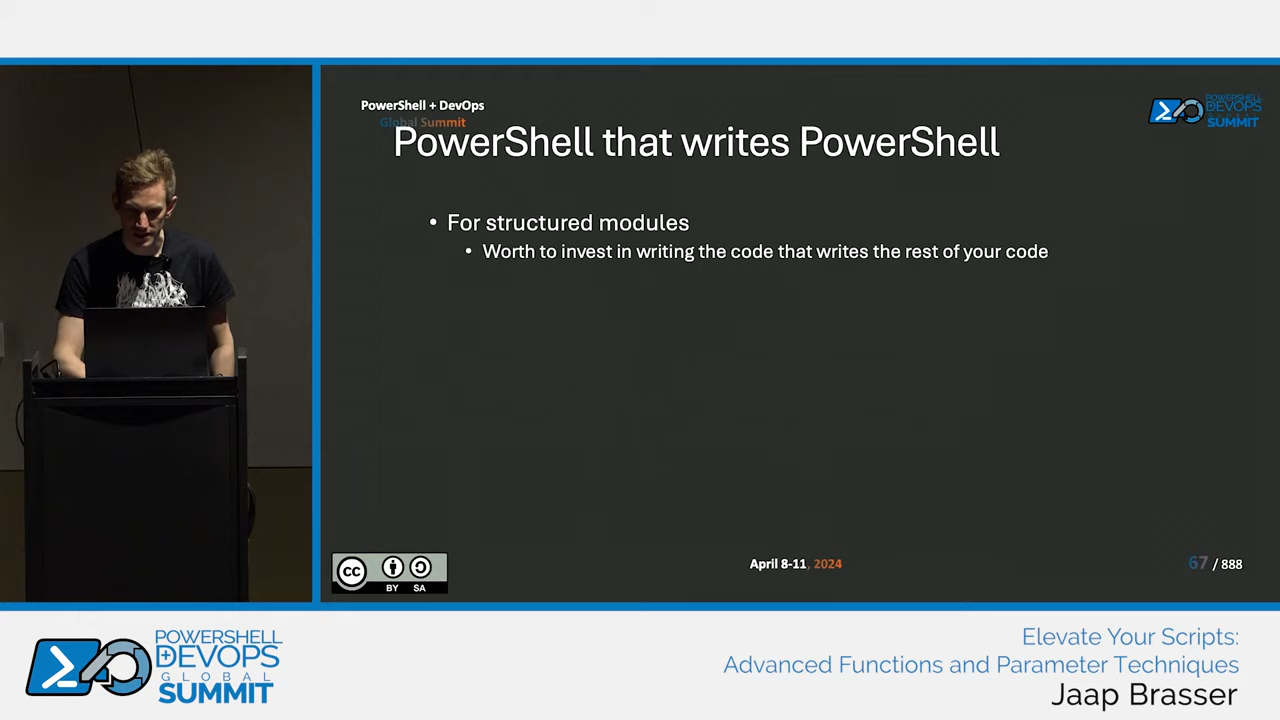 PowerShell + DevOps
Global Summit
POWERSHELL
DEVOPS
GLOBAL
SUMMIT
PowerShell that writes PowerShell
• For structured modules
• Worth to invest in writing the code that writes the rest of your code
CC
BY SA
April 8-11, 2024
67 / 888
POWERSHELL
DEVOPS
GLOBAL
SUMMIT
Elevate Your Scripts:
Advanced Functions and Parameter Techniques
Jaap Brasser